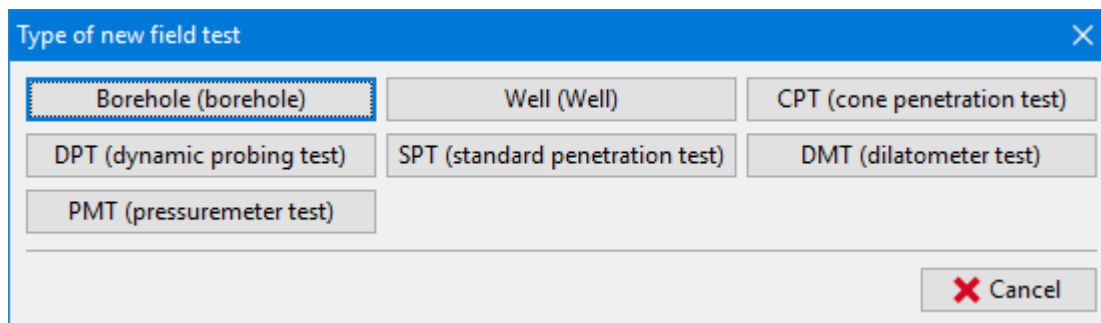 Type of new field test
Borehole (borehole)
Well (Well)
CPT (cone penetration test)
DPT (dynamic probing test)
SPT (standard penetration test)
DMT (dilatometer test)
PMT (pressuremeter test)
Cancel